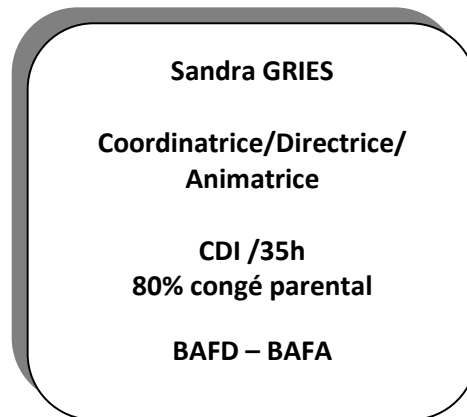 Sandra GRIES
Coordinatrice/Directrice/
Animatrice
CDI /35h
80% congé parental
BAFD – BAFA